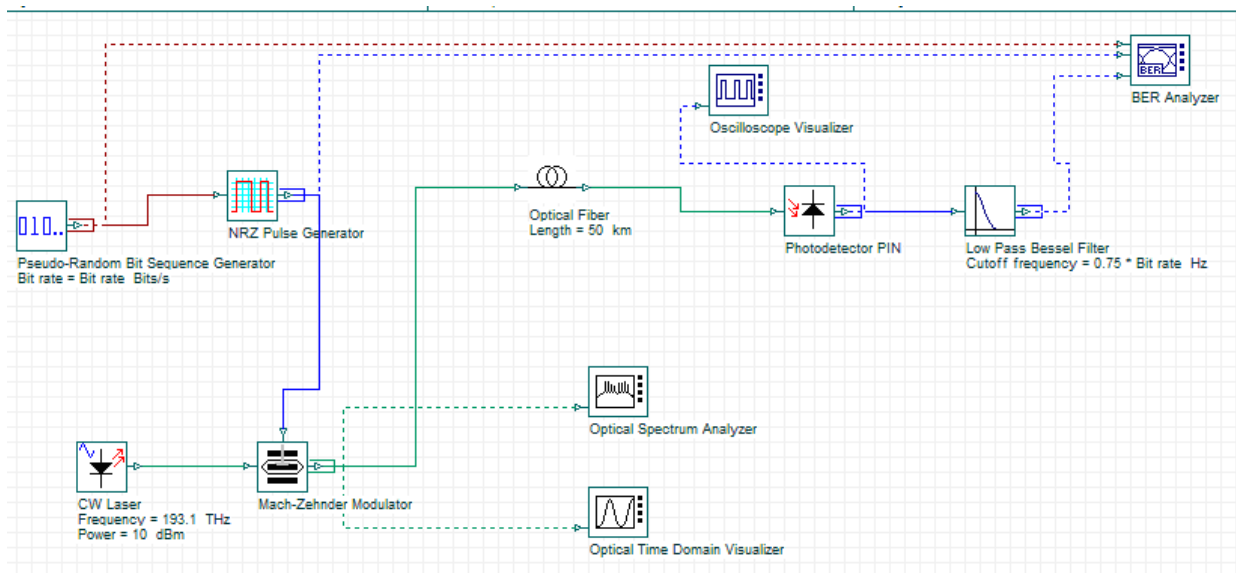 BER
BER Analyzer
Oscilloscope Visualizer
010..
Pseudo-Random Bit Sequence Generator
Bit rate = Bit rate  Bits/s
NRZ Pulse Generator
Optical Fiber
Length = 50  km
Photodetector PIN
Low Pass Bessel Filter
Cutoff frequency = 0.75 * Bit rate  Hz
Optical Spectrum Analyzer
CW Laser
Frequency = 193.1  THz
Power = 10  dBm
Mach-Zehnder Modulator
Optical Time Domain Visualizer